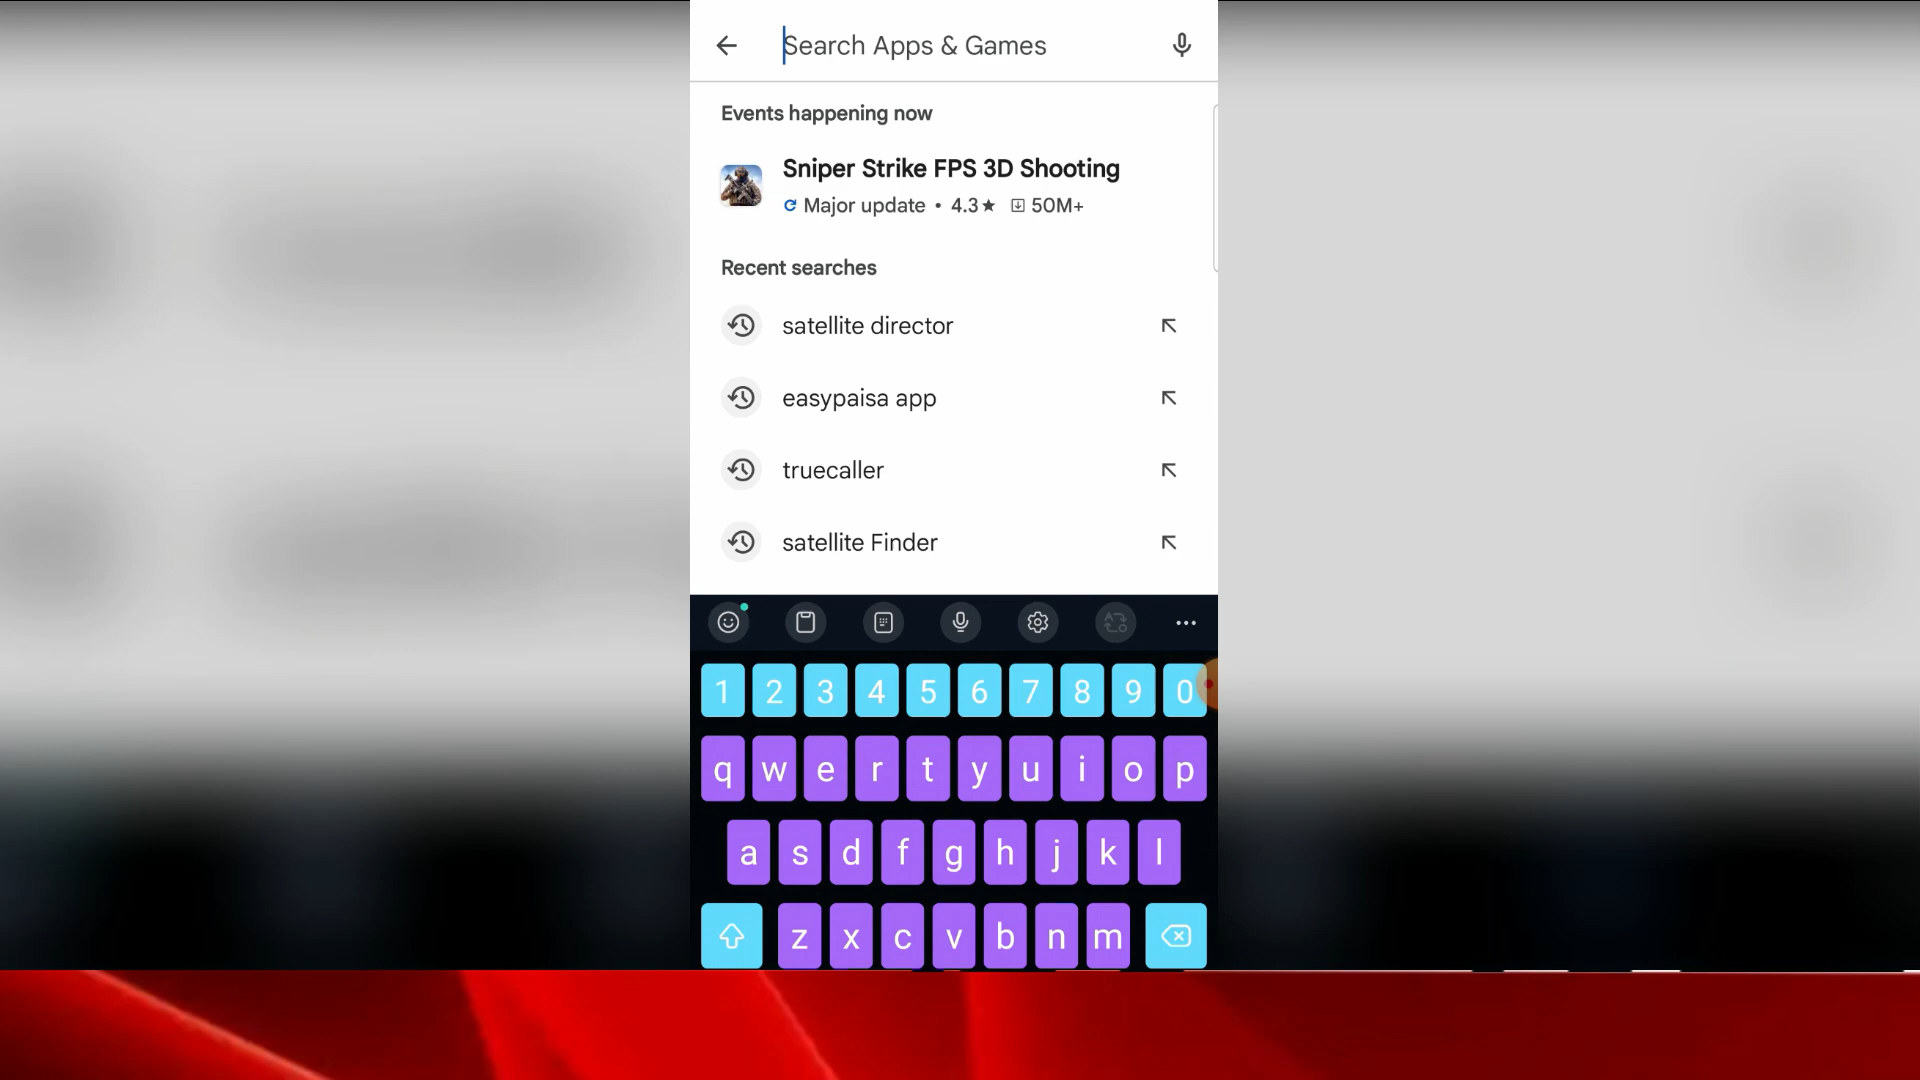 Search Apps & Games
Events happening now
Sniper Strike FPS 3D Shooting
Major update • 4.3★ 50M+
Recent searches
satellite director
easypaisa app
truecaller
satellite Finder
1 2 3 4 5 6 7 8 9 0
q w e r t y u i o p
a s d f g h j k l
z x c v b n m